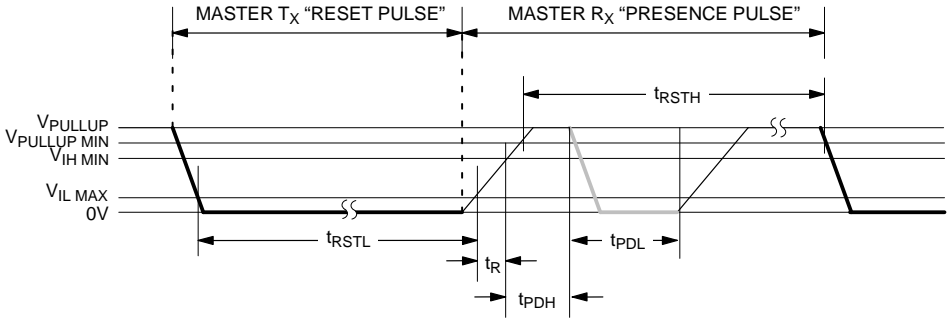 MASTER TX “RESET PULSE” MASTER RX “PRESENCE PULSE”
tRSTH
VPULLUP
VPULLUP MIN
VIH MIN
VIL MAX
0V
tRSTL
tPDL
tR
tPDH